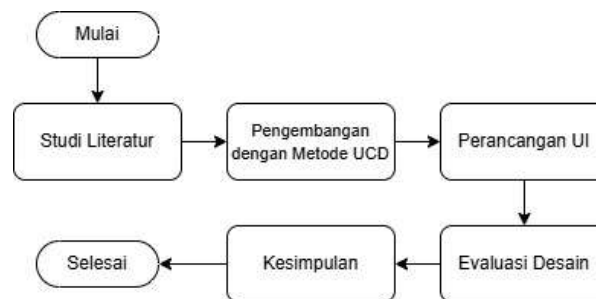 Mulai
Studi Literatur
Pengembangan
dengan Metode UCD
Perancangan UI
Evaluasi Desain
Kesimpulan
Selesai